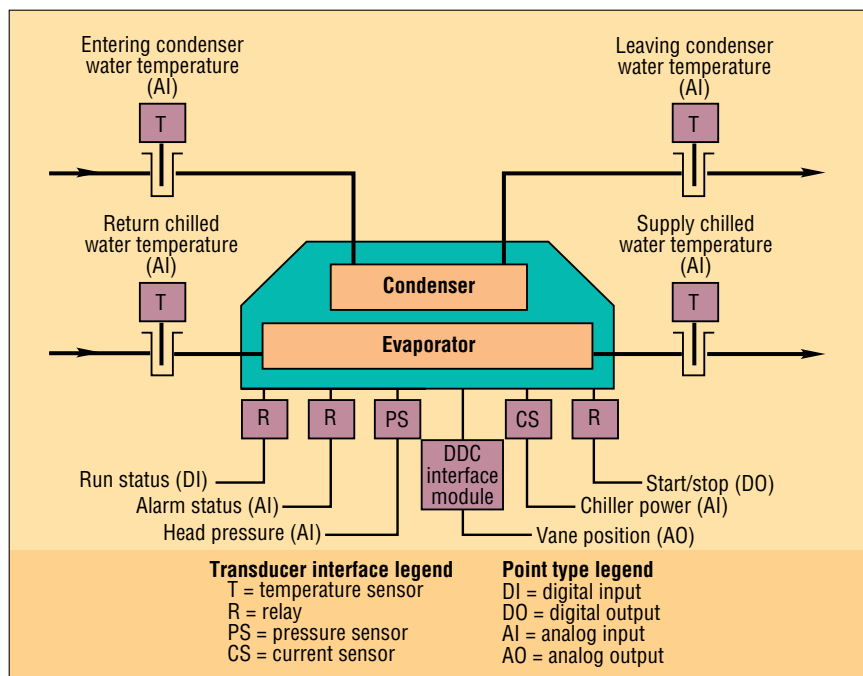 Entering condenser
water temperature
(AI)
T
Leaving condenser
water temperature
(AI)
T
Return chilled
water temperature
(AI)
T
Supply chilled
water temperature
(AI)
T
Condenser
Evaporator
R
R
PS
DDC
interface
module
CS
R
Run status (DI)
Alarm status (AI)
Head pressure (AI)
Start/stop (DO)
Chiller power (AI)
Vane position (AO)
Transducer interface legend
T = temperature sensor
R = relay
PS = pressure sensor
CS = current sensor
Point type legend
DI = digital input
DO = digital output
AI = analog input
AO = analog output